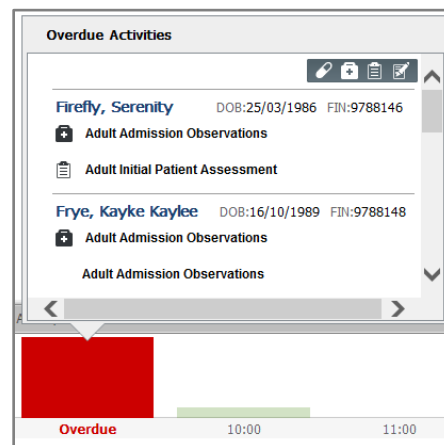 Overdue Activities
Firefly, Serenity DOB:25/03/1986 FIN:9788146
Adult Admission Observations
Adult Initial Patient Assessment
Frye, Kayke Kaylee DOB:16/10/1989 FIN:9788148
Adult Admission Observations
Adult Admission Observations
Overdue 10:00 11:00